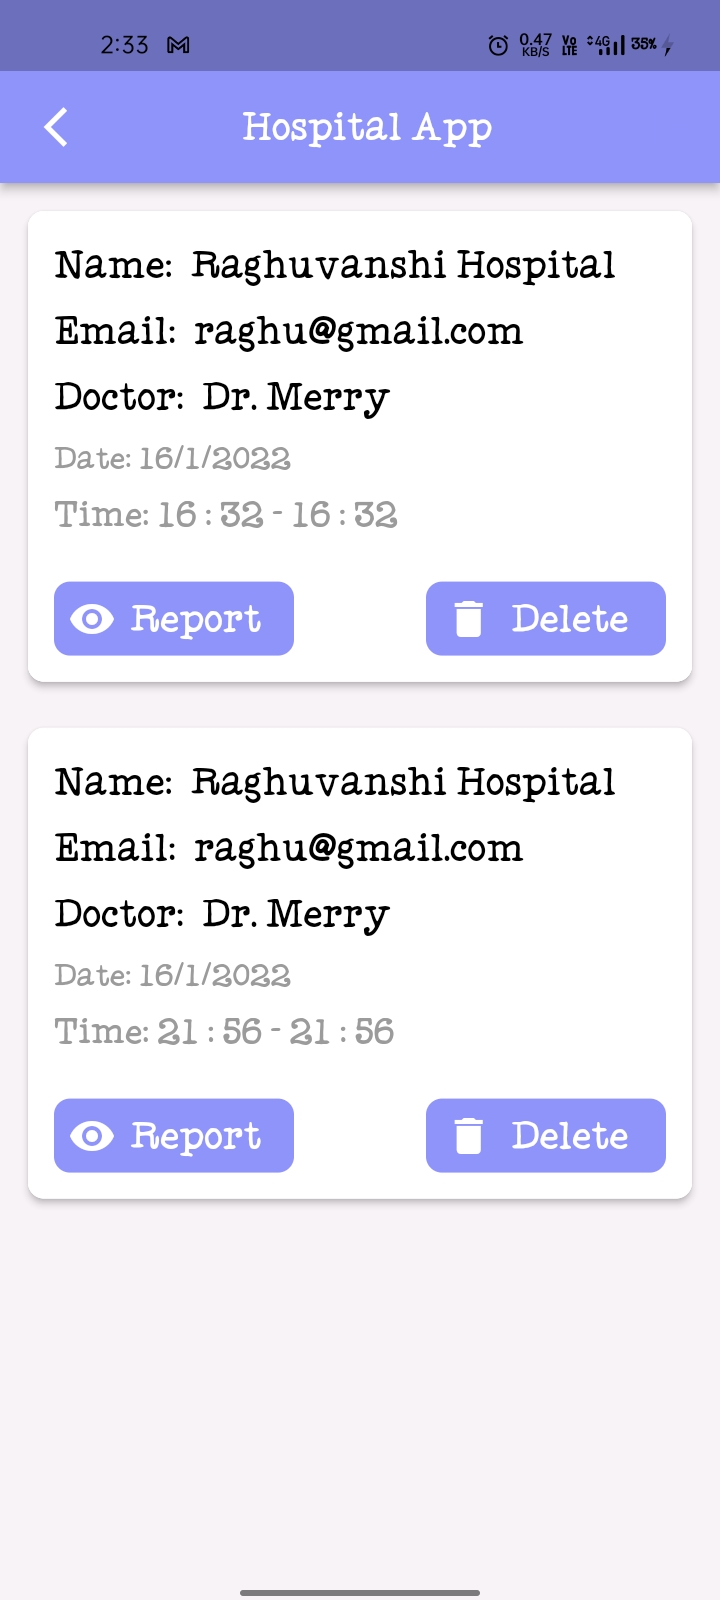 2:33 0.47 KB/S Vo LTE 4G 35%
Hospital App
Name: Raghuvanshi Hospital
Email: raghu@gmail.com
Doctor: Dr. Merry
Date: 16/1/2022
Time: 16 : 32 - 16 : 32
Report Delete
Name: Raghuvanshi Hospital
Email: raghu@gmail.com
Doctor: Dr. Merry
Date: 16/1/2022
Time: 21 : 56 - 21 : 56
Report Delete